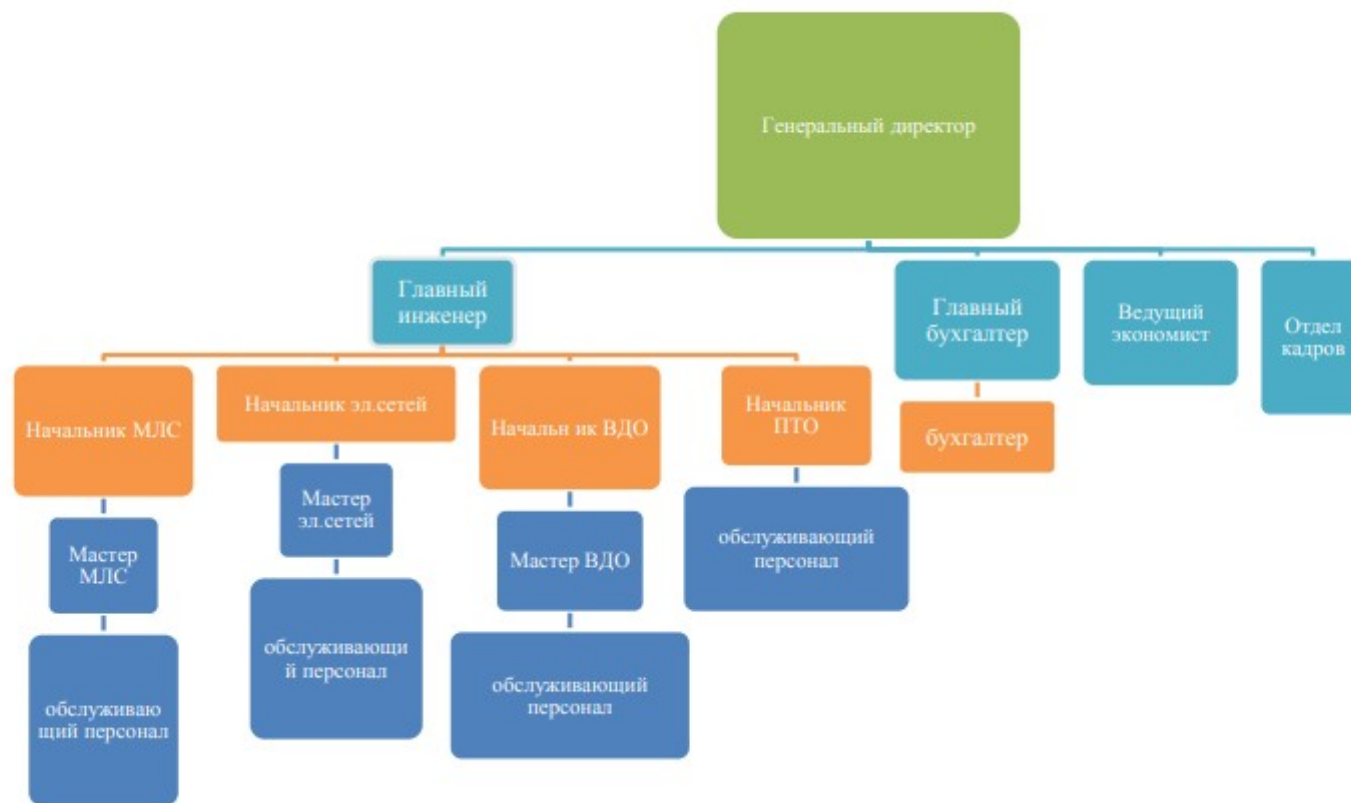 Генеральный директор
Главный
инженер
Главный
бухгалтер
Ведущий
экономист
Отдел
кадров
Начальник МЛС
Начальник эл.сетей
Начальн ик ВДО
Начальник
ПТО
бухгалтер
Мастер
МЛС
Мастер
эл.сетей
Мастер ВДО
обслуживающий
персонал
обслуживаю
щий персонал
обслуживающи
й персонал
обслуживающий
персонал